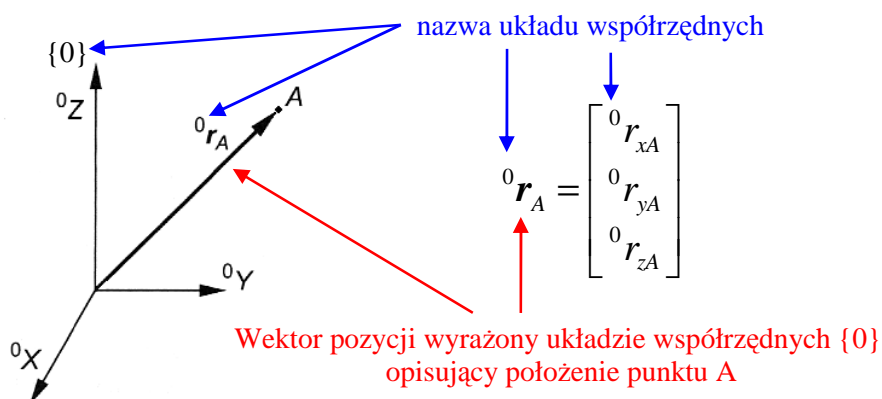 nazwa układu współrzędnych
{0}
⁰Z
A
⁰r_A
⁰r_A = [ ⁰r_xA
⁰r_yA
⁰r_zA ]
⁰Y
⁰X
Wektor pozycji wyrażony układzie współrzędnych {0}
opisujący położenie punktu A